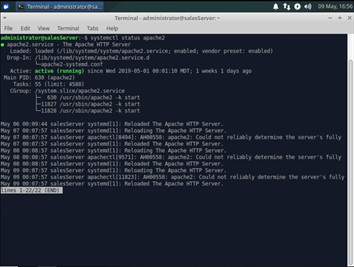 Terminal - administrator@sa...
09 May, 16:56
Terminal - administrator@salesServer: ~
File Edit View Terminal Tabs Help
administrator@salesServer:~$ systemctl status apache2
● apache2.service - The Apache HTTP Server
Loaded: loaded (/lib/systemd/system/apache2.service; enabled; vendor preset: enabled)
Drop-In: /lib/systemd/system/apache2.service.d
└─apache2-systemd.conf
Active: active (running) since Wed 2019-05-01 00:01:10 MDT; 1 weeks 1 days ago
Main PID: 630 (apache2)
Tasks: 55 (limit: 4588)
CGroup: /system.slice/apache2.service
├─ 630 /usr/sbin/apache2 -k start
├─11827 /usr/sbin/apache2 -k start
└─11828 /usr/sbin/apache2 -k start
May 06 00:09:44 salesServer systemd[1]: Reloaded The Apache HTTP Server.
May 07 00:07:57 salesServer systemd[1]: Reloading The Apache HTTP Server.
May 07 00:07:57 salesServer apachectl[8494]: AH00558: apache2: Could not reliably determine the server's fully
May 07 00:07:57 salesServer systemd[1]: Reloaded The Apache HTTP Server.
May 08 00:08:57 salesServer systemd[1]: Reloading The Apache HTTP Server.
May 08 00:08:57 salesServer apachectl[9571]: AH00558: apache2: Could not reliably determine the server's fully
May 08 00:08:57 salesServer systemd[1]: Reloaded The Apache HTTP Server.
May 09 00:07:57 salesServer systemd[1]: Reloading The Apache HTTP Server.
May 09 00:07:57 salesServer apachectl[11823]: AH00558: apache2: Could not reliably determine the server's fully
May 09 00:07:57 salesServer systemd[1]: Reloaded The Apache HTTP Server.
lines 1-22/22 (END)